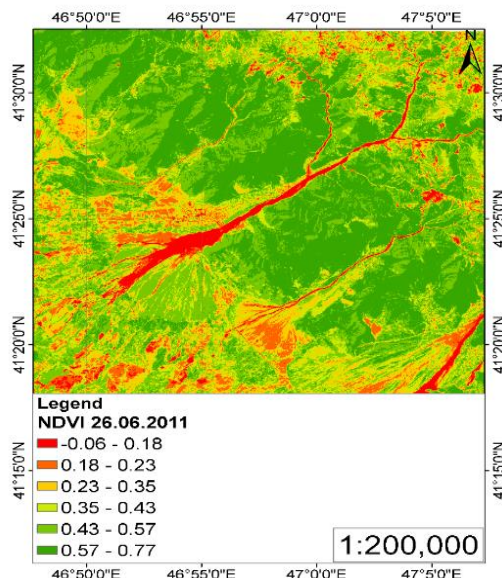 46°50'0"E 46°55'0"E 47°0'0"E 47°5'0"E
N
41°30'0"N 41°30'0"N
41°25'0"N 41°25'0"N
41°20'0"N 41°20'0"N
41°15'0"N 41°15'0"N
Legend
NDVI 26.06.2011
-0.06 - 0.18
0.18 - 0.23
0.23 - 0.35
0.35 - 0.43
0.43 - 0.57
0.57 - 0.77
1:200,000
46°50'0"E 46°55'0"E 47°0'0"E 47°5'0"E